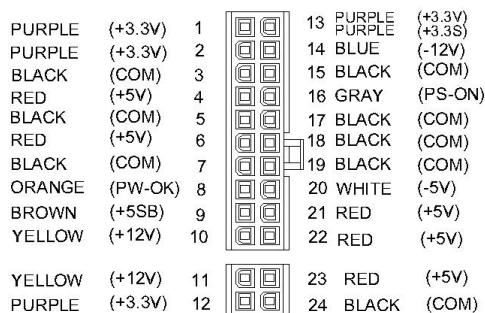 PURPLE (+3.3V) 1
PURPLE (+3.3V) 2
BLACK (COM) 3
RED (+5V) 4
BLACK (COM) 5
RED (+5V) 6
BLACK (COM) 7
ORANGE (PW-OK) 8
BROWN (+5SB) 9
YELLOW (+12V) 10
YELLOW (+12V) 11
PURPLE (+3.3V) 12
13 PURPLE (+3.3V)
PURPLE (+3.3S)
14 BLUE (-12V)
15 BLACK (COM)
16 GRAY (PS-ON)
17 BLACK (COM)
18 BLACK (COM)
19 BLACK (COM)
20 WHITE (-5V)
21 RED (+5V)
22 RED (+5V)
23 RED (+5V)
24 BLACK (COM)